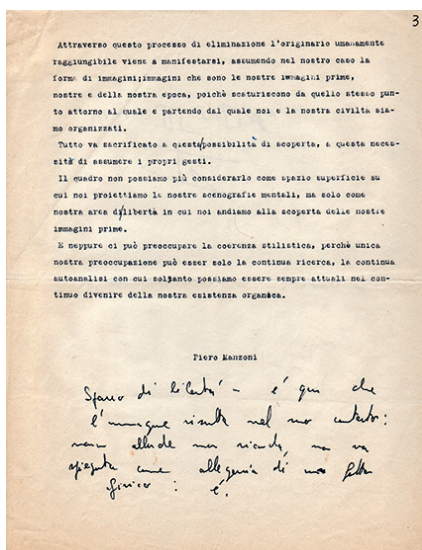 3
Attraverso questo processo di eliminazione l'originario umanamente
raggiungibile viene a manifestarsi, assumendo nel nostro caso la
forma di immagini;immagini che sono le nostre immagini prime,
nostre e della nostra epoca, poichè scaturiscono da quello stesso pun-
to attorno al quale e partendo dal quale noi e la nostra civiltà sia-
mo organizzati.
Tutto va sacrificato a questa/possibilità di scoperta, a questa neces-
sità di assumere i propri gesti.
Il quadro non possiamo più considerarlo come spazio superficie su
cui noi proiettiamo le nostre scenografie mentali, ma solo come
nostra area di/libertà in cui noi andiamo alla scoperta delle nostre
immagini prime.
E neppure ci può preoccupare la coerenza stilistica, perchè unica
nostra preoccupazione può esser solo la continua ricerca, la continua
autoanalisi con cui soltanto possiamo essere sempre attuali nel con-
tinuo divenire della nostra esistenza organica.
Piero Manzoni
di libertà - è qui che
l'immagine risulta nel suo
non allude non ricorda, non va
spiegata come allegoria di un
fisico : è.